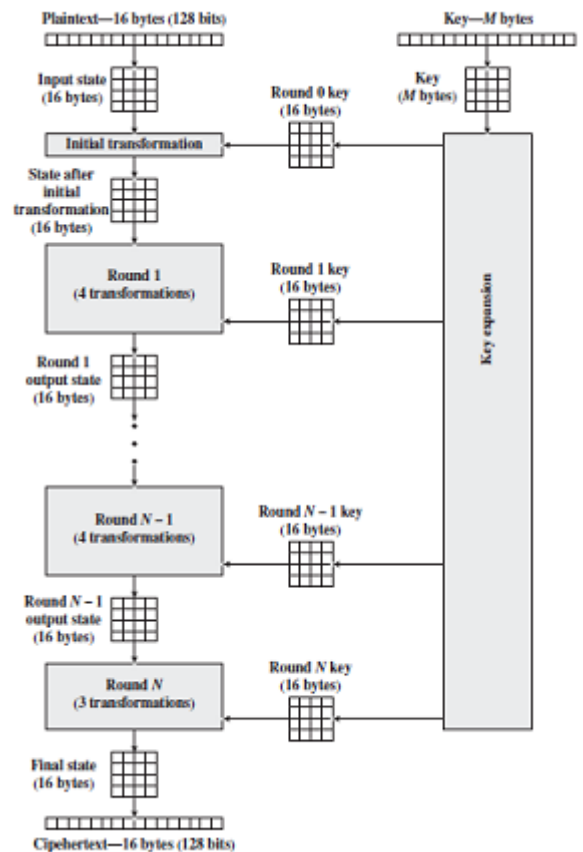 Plaintext—16 bytes (128 bits)
Key—M bytes
Input state
(16 bytes)
Key
(M bytes)
Round 0 key
(16 bytes)
Initial transformation
State after
initial
transformation
(16 bytes)
Round 1
(4 transformations)
Round 1 key
(16 bytes)
Key expansion
Round 1
output state
(16 bytes)
Round N – 1
(4 transformations)
Round N – 1 key
(16 bytes)
Round N – 1
output state
(16 bytes)
Round N
(3 transformations)
Round N key
(16 bytes)
Final state
(16 bytes)
Cipehertext—16 bytes (128 bits)